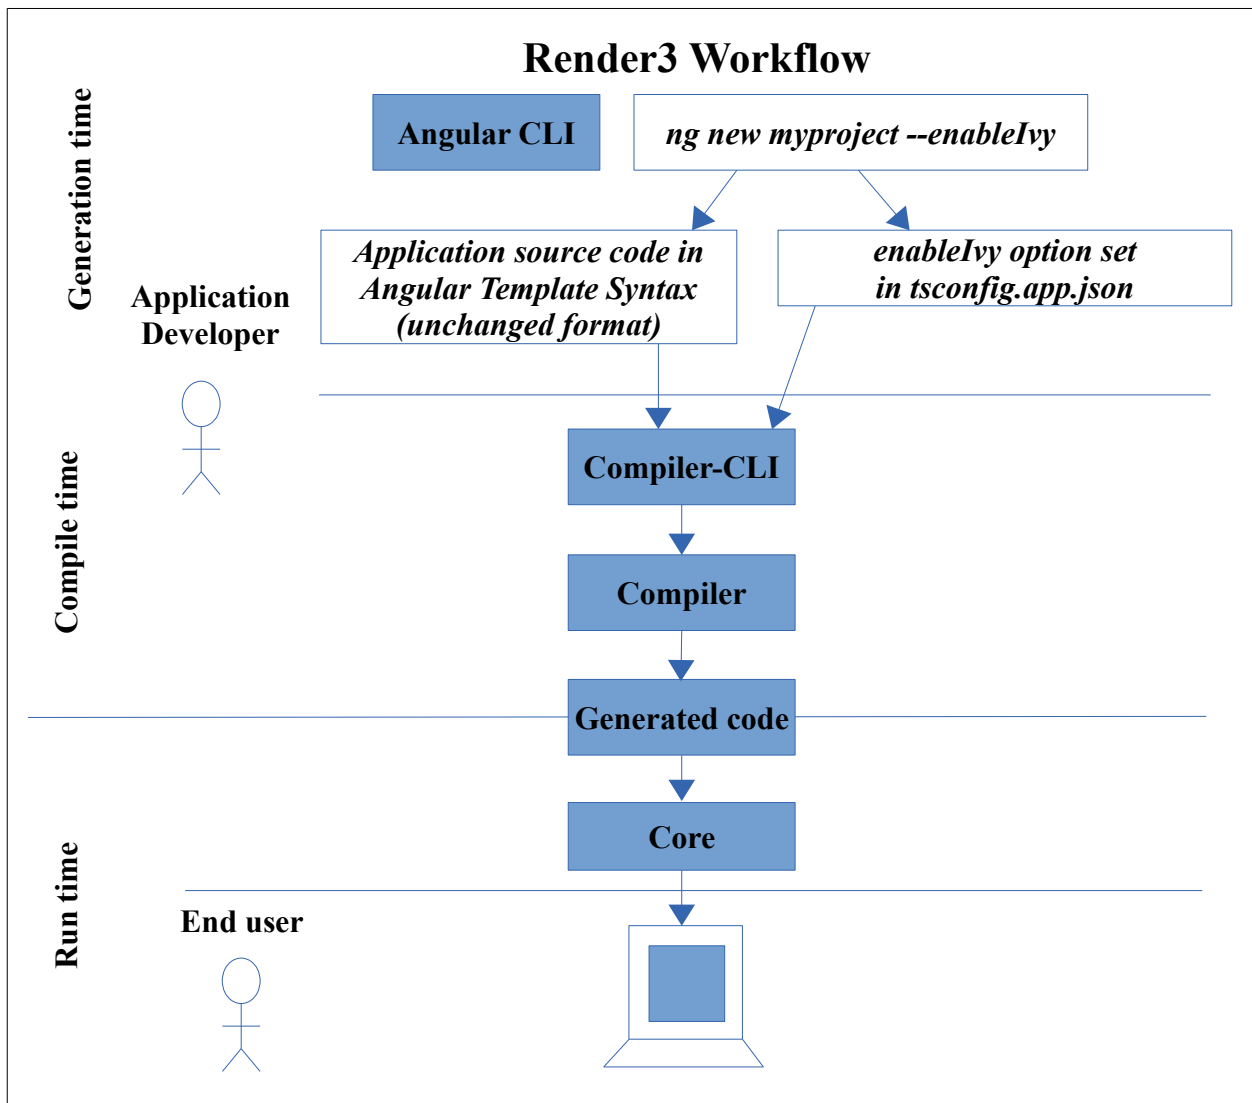 Render3 Workflow
Generation time
Angular CLI
ng new myproject --enableIvy
Application source code in
Angular Template Syntax
(unchanged format)
enableIvy option set
in tsconfig.app.json
Application
Developer
Compile time
Compiler-CLI
Compiler
Generated code
Run time
Core
End user